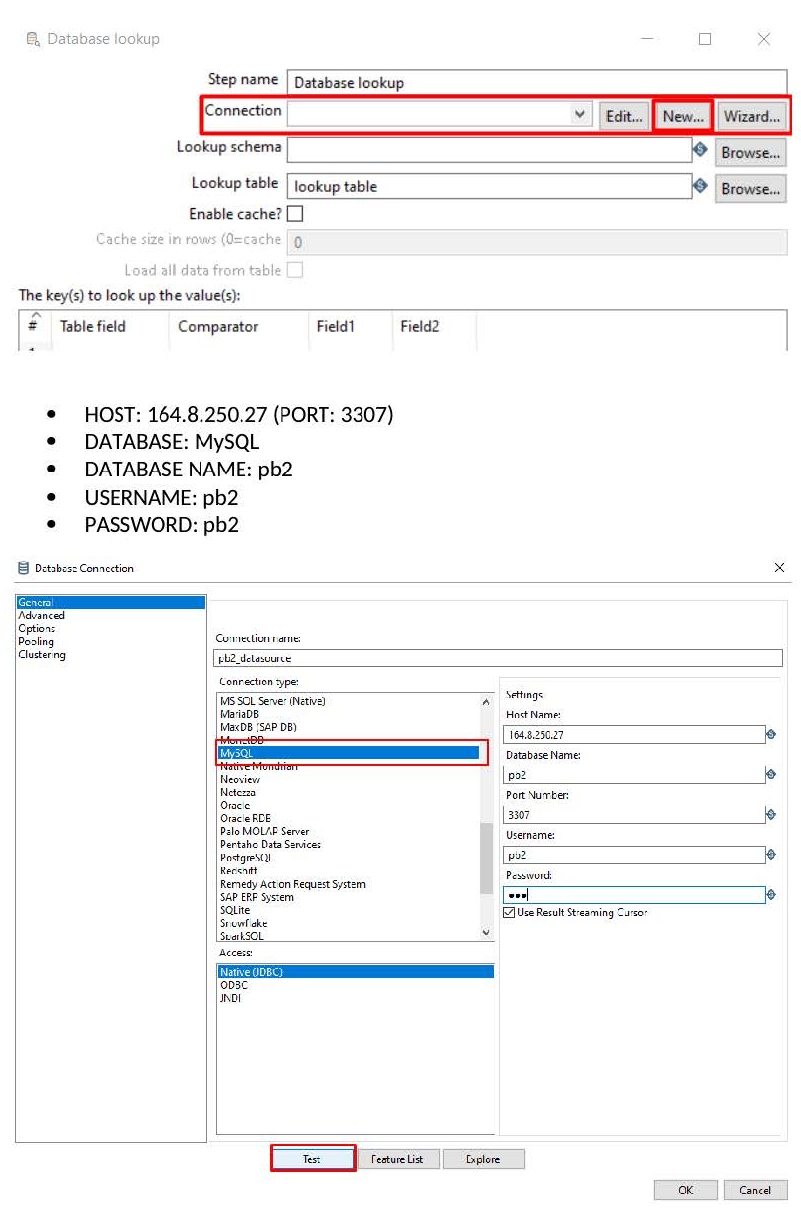 Database lookup
Step name Database lookup
Connection Edit... New... Wizard...
Lookup schema Browse...
Lookup table lookup table Browse...
Enable cache?
Cache size in rows (0=cache 0
Load all data from table
The key(s) to look up the value(s):
# Table field Comparator Field1 Field2
• HOST: 164.8.250.27 (PORT: 3307)
• DATABASE: MySQL
• DATABASE NAME: pb2
• USERNAME: pb2
• PASSWORD: pb2
Database Connection
General
Advanced
Options
Pooling
Clustering
Connection name:
pb2_datasource
Connection type:
MS SQL Server (Native)
MariaDB
MaxDB (SAP DB)
MonetDB
MySQL
Native Mondrian
Neoview
Netezza
Oracle
Oracle RDB
Palo MOLAP Server
Pentaho Data Services
PostgreSQL
Redshift
Remedy Action Request System
SAP ERP System
SQLite
Snowflake
SparkSQL
Access:
Native (JDBC)
ODBC
JNDI
Settings
Host Name:
164.8.250.27
Database Name:
pb2
Port Number:
3307
Username:
pb2
Password:
●●●
Use Result Streaming Cursor
Test Feature List Explore
OK Cancel